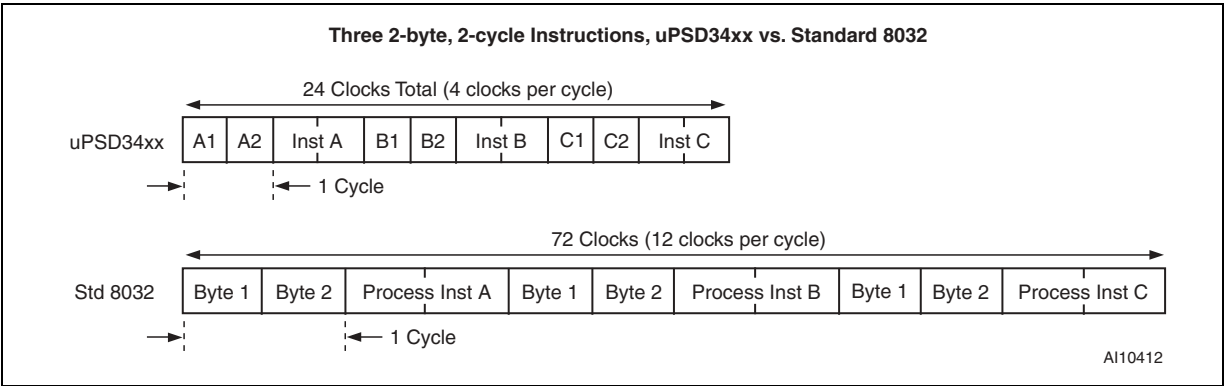 Three 2-byte, 2-cycle Instructions, uPSD34xx vs. Standard 8032
24 Clocks Total (4 clocks per cycle)
uPSD34xx A1 A2 Inst A B1 B2 Inst B C1 C2 Inst C
1 Cycle
72 Clocks (12 clocks per cycle)
Std 8032 Byte 1 Byte 2 Process Inst A Byte 1 Byte 2 Process Inst B Byte 1 Byte 2 Process Inst C
1 Cycle
AI10412